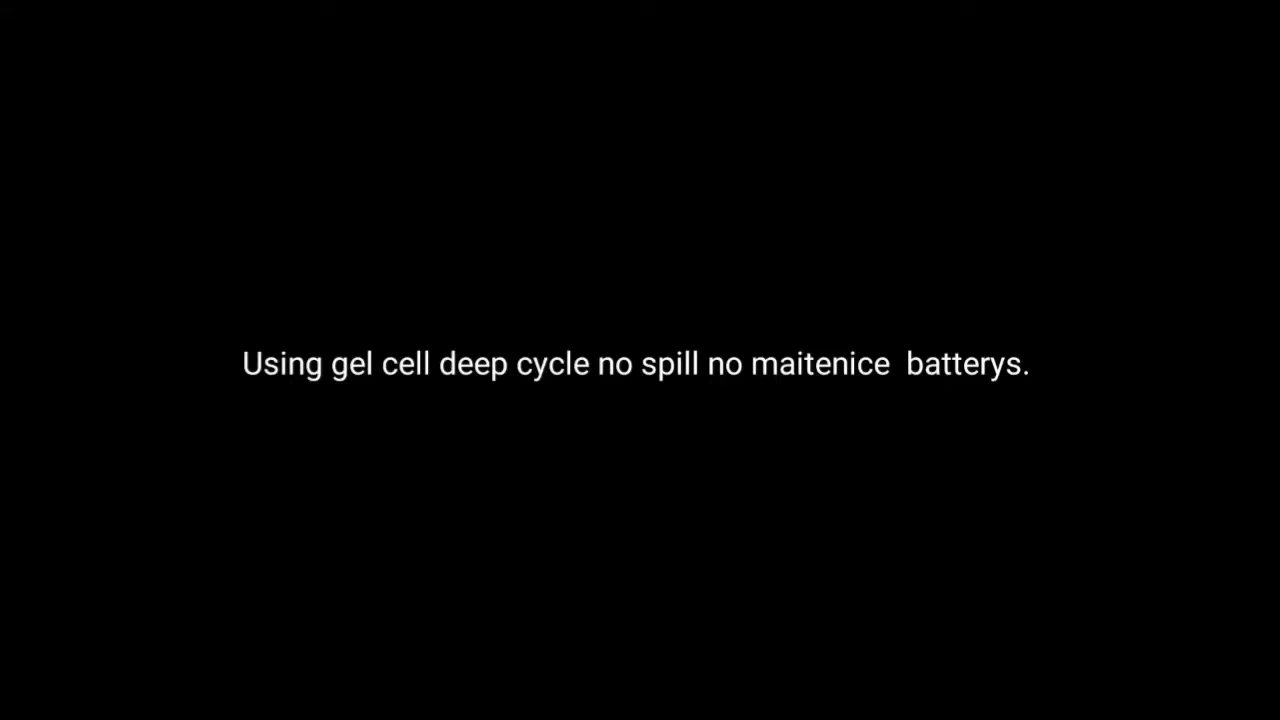 Using gel cell deep cycle no spill no maitenice  batterys.